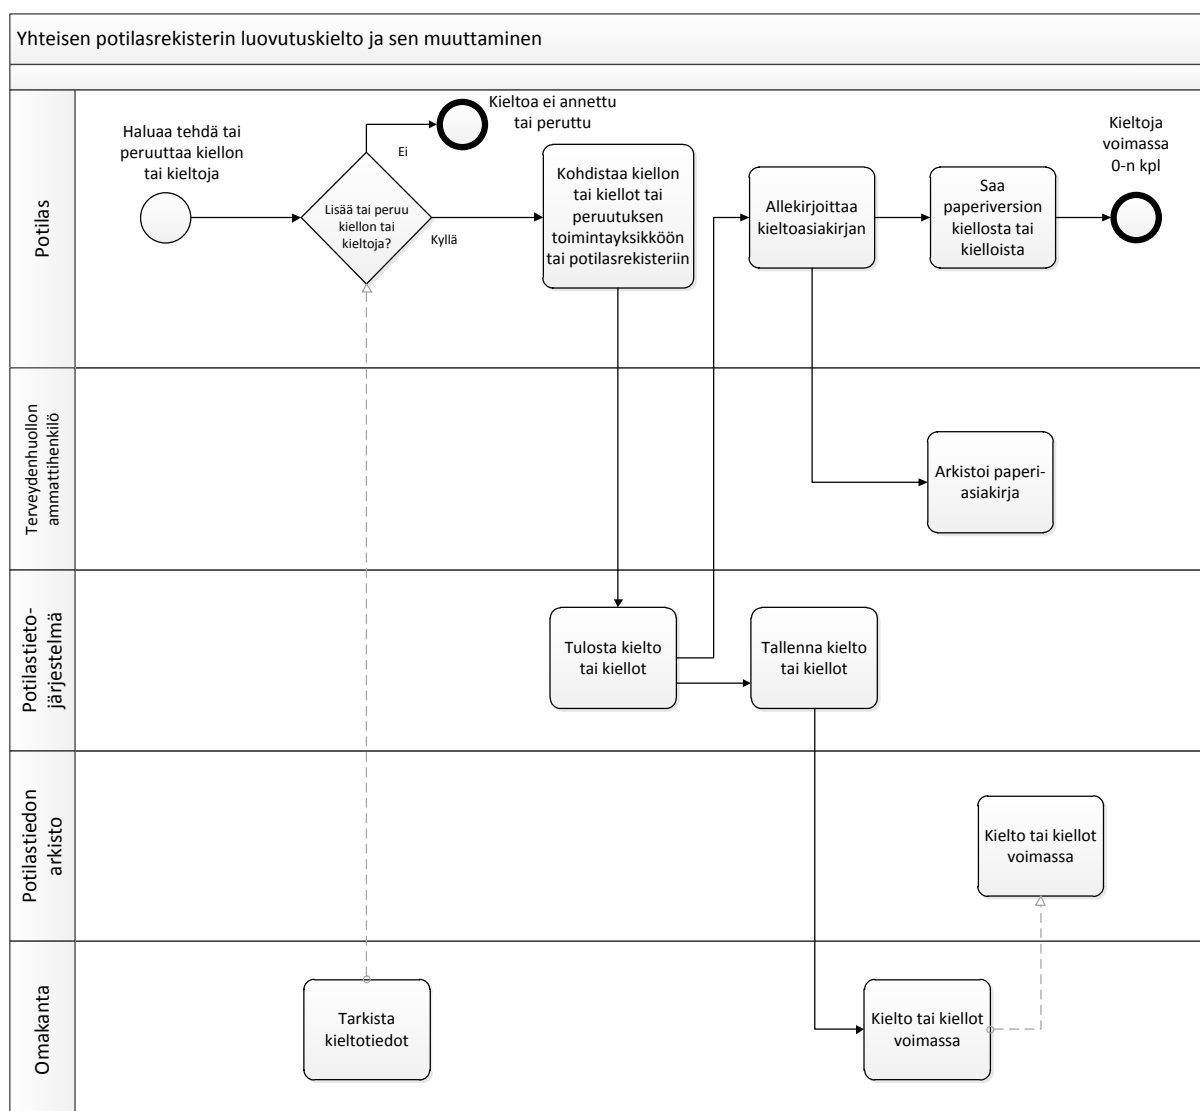 Yhteisen potilasrekisterin luovutuskielto ja sen muuttaminen
Potilas
Haluaa tehdä tai
peruuttaa kiellon
tai kieltoja
Lisää tai peru
kiellon tai
kieltoja?
Ei
Kyllä
Kieltoa ei annettu
tai peruttu
Kohdistaa kiellon
tai kiellot tai
peruutuksen
toimintayksikköön
tai potilasrekisteriin
Allekirjoittaa
kieltoasiakirjan
Saa
paperiversion
kiellosta tai
kielloista
Kieltoja
voimassa
0-n kpl
Terveydenhuollon
ammattihenkilö
Arkistoi paperi-
asiakirja
Potilastieto-
järjestelmä
Tulosta kielto
tai kiellot
Tallenna kielto
tai kiellot
Potilastiedon
arkisto
Kielto tai kiellot
voimassa
Omakanta
Tarkista
kieltotiedot
Kielto tai kiellot
voimassa